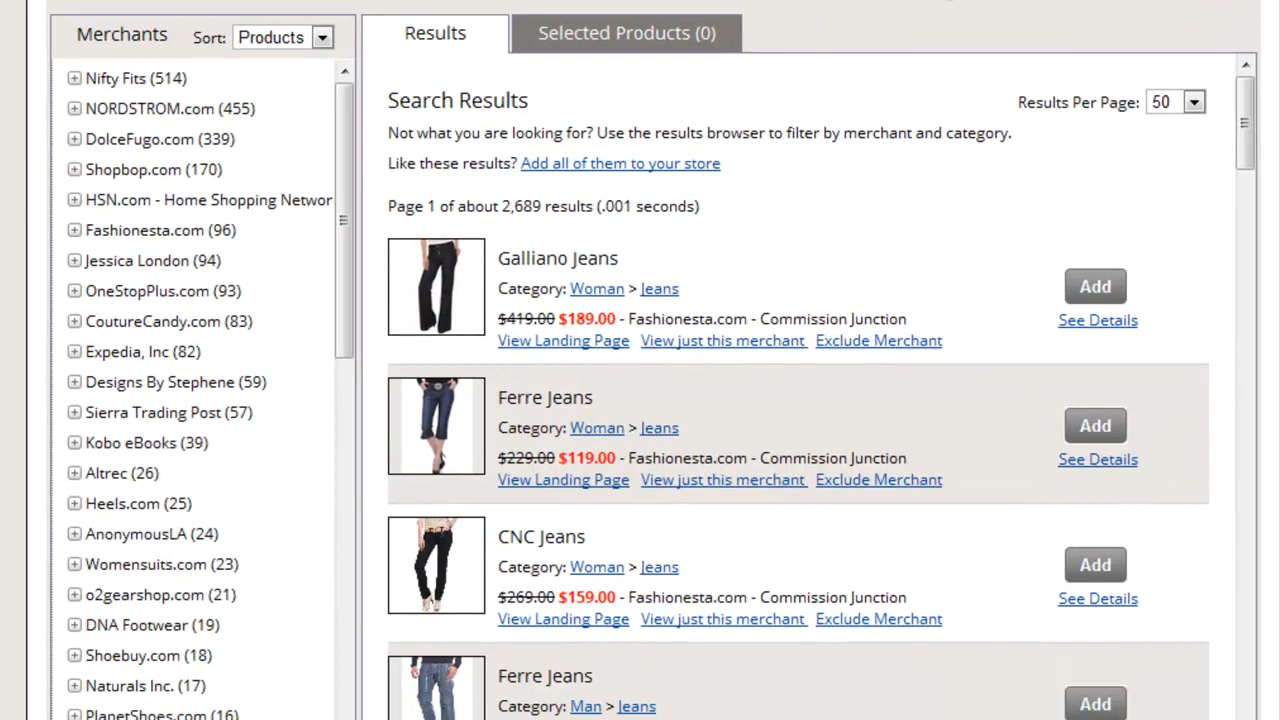 Merchants
Sort: Products
Nifty Fits (514)
NORDSTROM.com (455)
DolceFugo.com (339)
Shopbop.com (170)
HSN.com - Home Shopping Networ
Fashionesta.com (96)
Jessica London (94)
OneStopPlus.com (93)
CoutureCandy.com (83)
Expedia, Inc (82)
Designs By Stephene (59)
Sierra Trading Post (57)
Kobo eBooks (39)
Altrec (26)
Heels.com (25)
AnonymousLA (24)
Womensuits.com (23)
o2gearshop.com (21)
DNA Footwear (19)
Shoebuy.com (18)
Naturals Inc. (17)
PlanetShoes.com (16)
Results
Selected Products (0)
Search Results
Results Per Page: 50
Not what you are looking for? Use the results browser to filter by merchant and category.
Like these results? Add all of them to your store
Page 1 of about 2,689 results (.001 seconds)
Galliano Jeans
Category: Woman > Jeans
Add
$419.00 $189.00 - Fashionesta.com - Commission Junction
See Details
View Landing Page View just this merchant Exclude Merchant
Ferre Jeans
Category: Woman > Jeans
Add
$229.00 $119.00 - Fashionesta.com - Commission Junction
See Details
View Landing Page View just this merchant Exclude Merchant
CNC Jeans
Category: Woman > Jeans
Add
$269.00 $159.00 - Fashionesta.com - Commission Junction
See Details
View Landing Page View just this merchant Exclude Merchant
Ferre Jeans
Category: Man > Jeans
Add